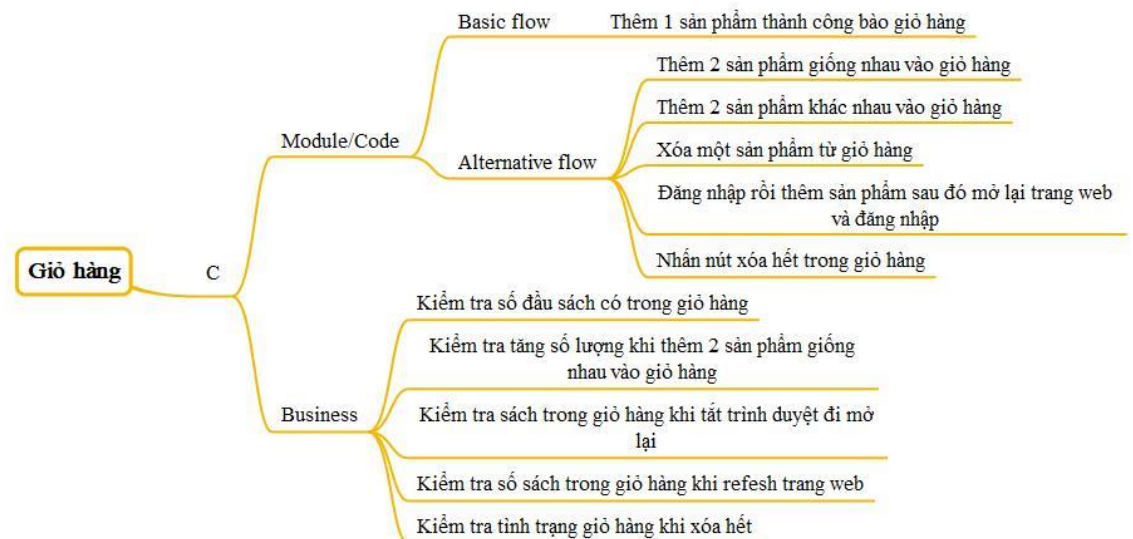 Basic flow
Thêm 1 sản phẩm thành công bào giỏ hàng
Thêm 2 sản phẩm giống nhau vào giỏ hàng
Thêm 2 sản phẩm khác nhau vào giỏ hàng
Module/Code
Alternative flow
Xóa một sản phẩm từ giỏ hàng
Đăng nhập rồi thêm sản phẩm sau đó mở lại trang web
và đăng nhập
Nhấn nút xóa hết trong giỏ hàng
Giỏ hàng
C
Kiểm tra số đầu sách có trong giỏ hàng
Kiểm tra tăng số lượng khi thêm 2 sản phẩm giống
nhau vào giỏ hàng
Business
Kiểm tra sách trong giỏ hàng khi tắt trình duyệt đi mở
lại
Kiểm tra số sách trong giỏ hàng khi refesh trang web
Kiểm tra tình trạng giỏ hàng khi xóa hết